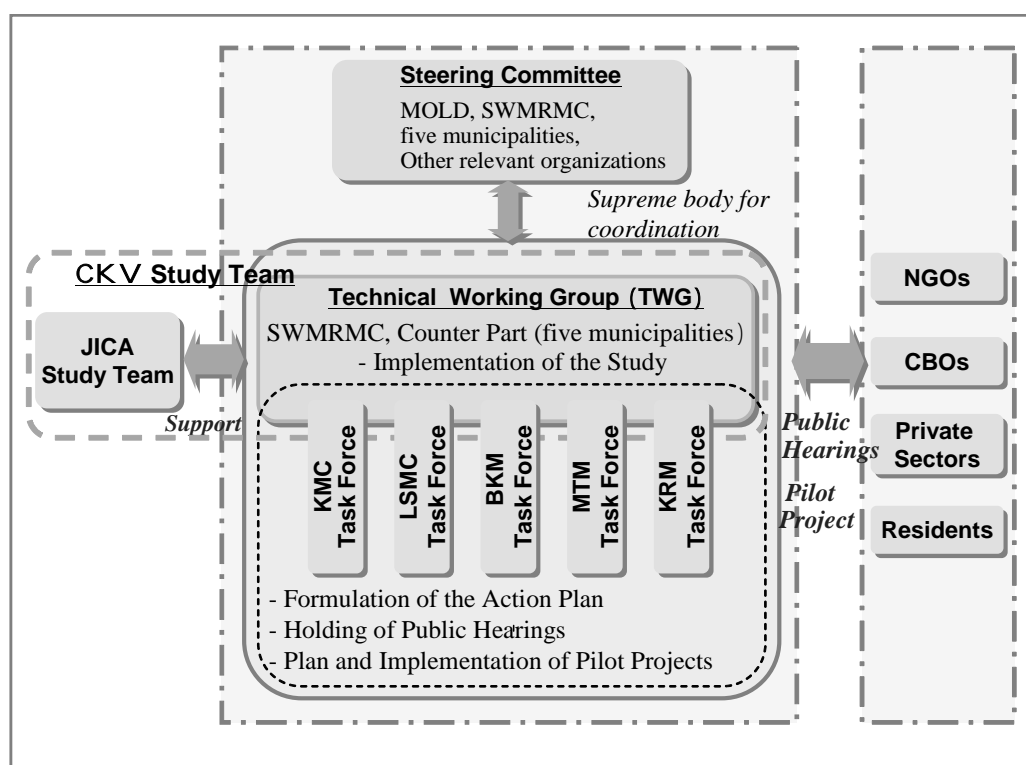 Steering Committee
MOLD, SWMRMC,
five municipalities,
Other relevant organizations
Supreme body for
coordination
CKV Study Team
JICA
Study Team
Support
Technical Working Group (TWG)
SWMRMC, Counter Part (five municipalities)
- Implementation of the Study
KMC
Task Force
LSMC
Task Force
BKM
Task Force
MTM
Task Force
KRM
Task Force
- Formulation of the Action Plan
- Holding of Public Hearings
- Plan and Implementation of Pilot Projects
Public
Hearings
Pilot
Project
NGOs
CBOs
Private
Sectors
Residents